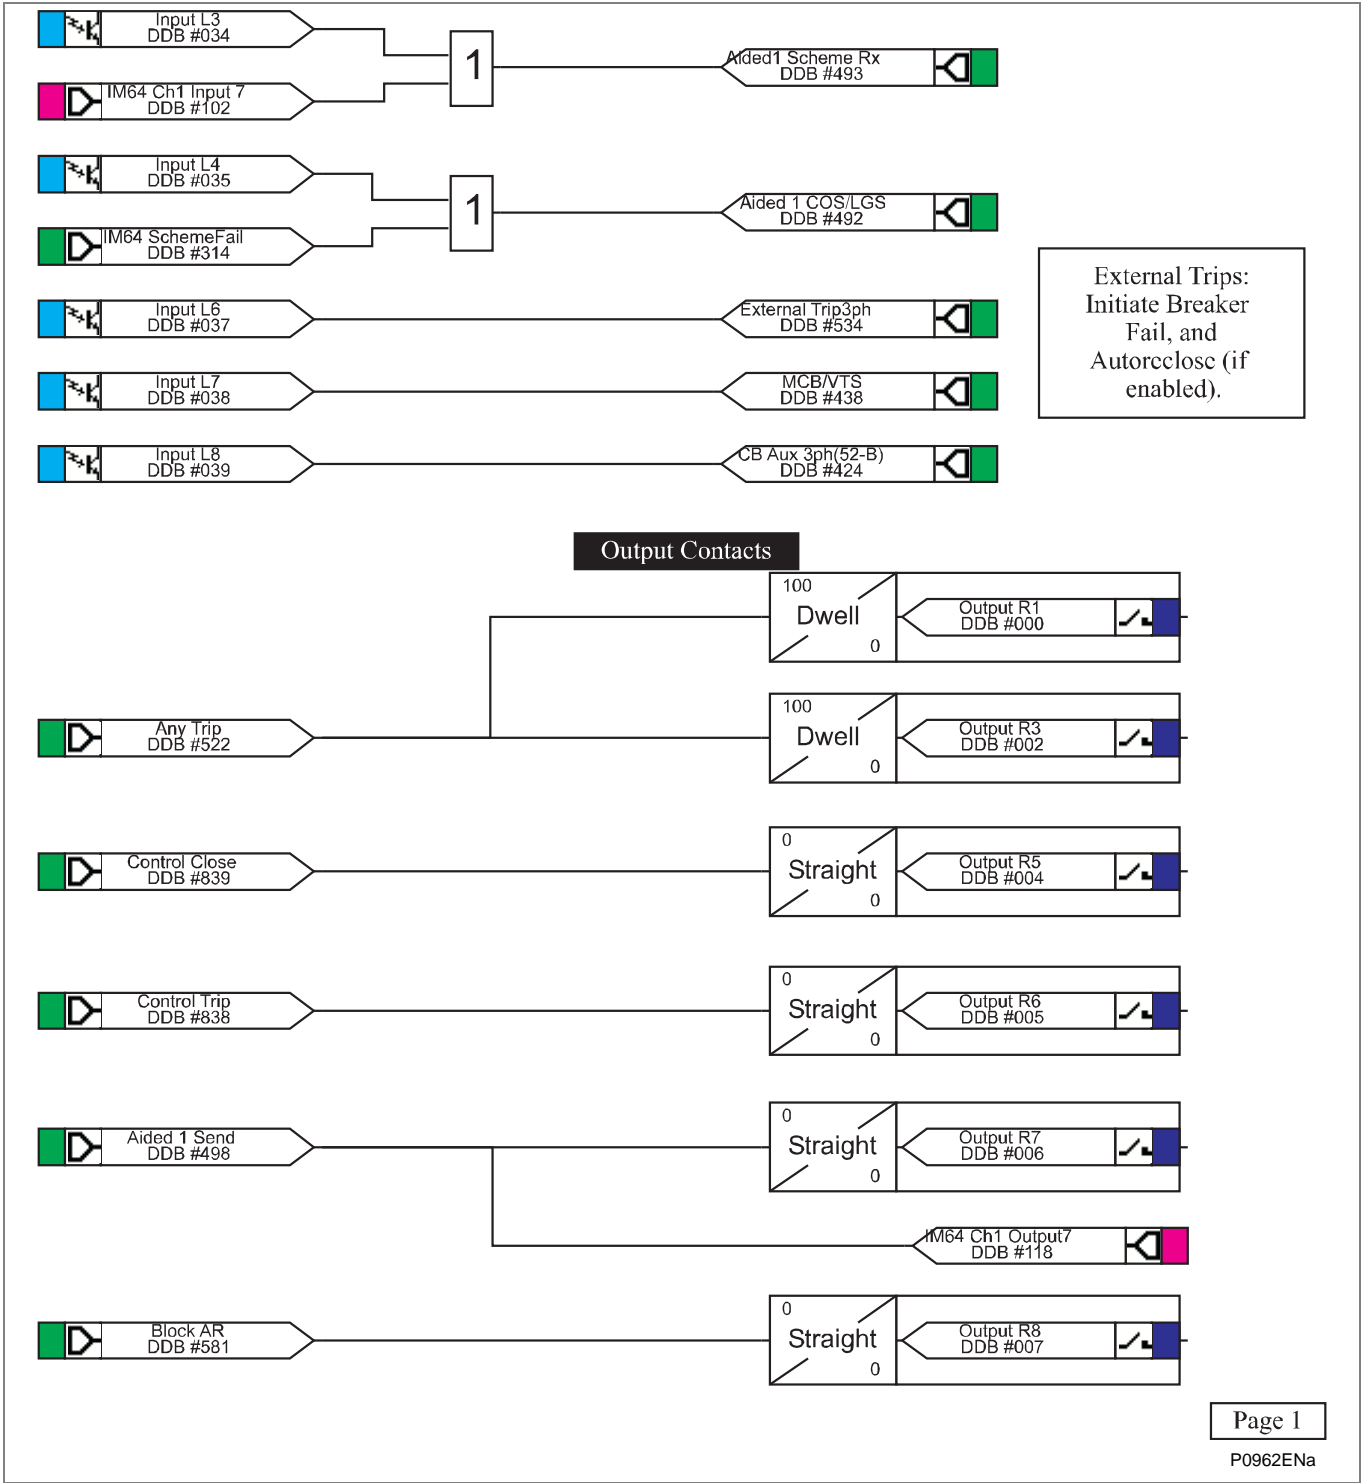 Input L3
DDB #034
IM64 Ch1 Input 7
DDB #102
1
Aided1 Scheme Rx
DDB #493
Input L4
DDB #035
IM64 SchemeFail
DDB #314
1
Aided 1 COS/LGS
DDB #492
Input L6
DDB #037
External Trip3ph
DDB #534
Input L7
DDB #038
MCB/VTS
DDB #438
Input L8
DDB #039
CB Aux 3ph(52-B)
DDB #424
External Trips:
Initiate Breaker
Fail, and
Autoreclose (if
enabled).
Output Contacts
100
Dwell
0
Output R1
DDB #000
Any Trip
DDB #522
100
Dwell
0
Output R3
DDB #002
Control Close
DDB #839
0
Straight
0
Output R5
DDB #004
Control Trip
DDB #838
0
Straight
0
Output R6
DDB #005
Aided 1 Send
DDB #498
0
Straight
0
Output R7
DDB #006
IM64 Ch1 Output7
DDB #118
Block AR
DDB #581
0
Straight
0
Output R8
DDB #007
Page 1
P0962ENa